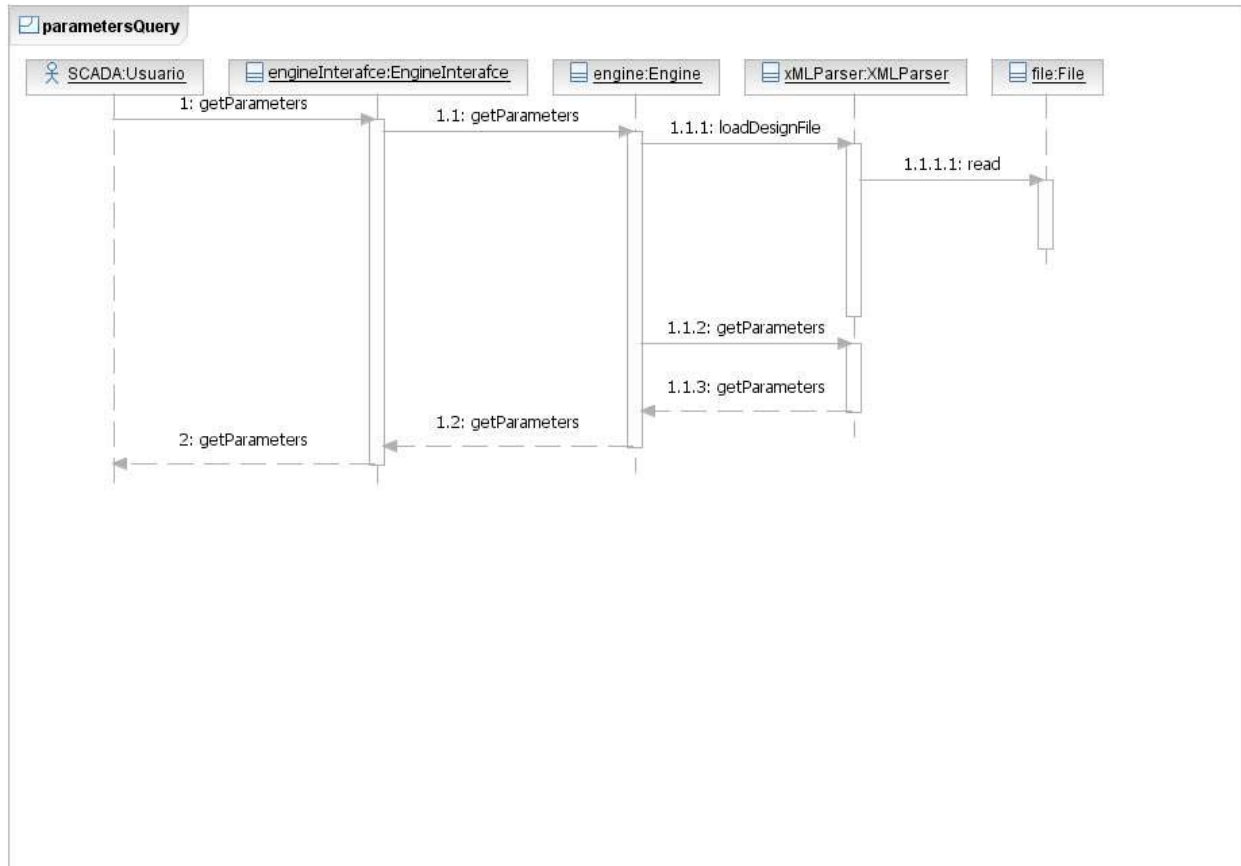 parametersQuery
SCADA:Usuario
engineInterafce:EngineInterafce
engine:Engine
xMLParser:XMLParser
file:File
1: getParameters
1.1: getParameters
1.1.1: loadDesignFile
1.1.1.1: read
1.1.2: getParameters
1.1.3: getParameters
1.2: getParameters
2: getParameters